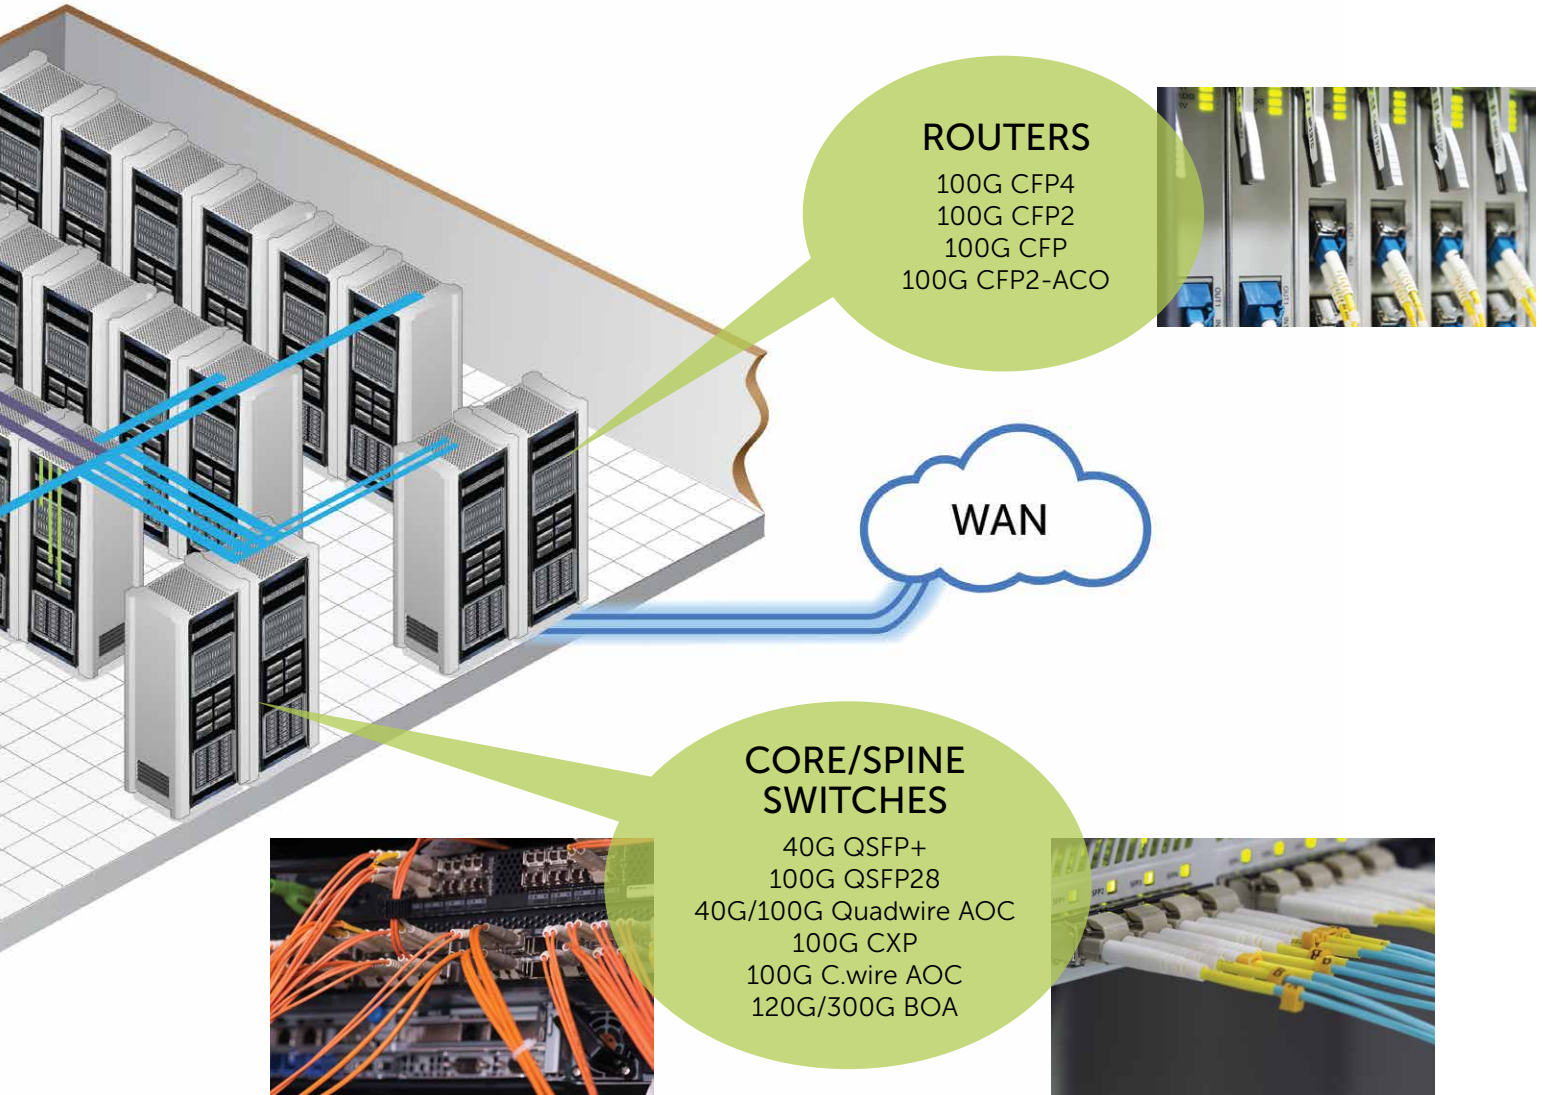 ROUTERS
100G CFP4
100G CFP2
100G CFP
100G CFP2-ACO
WAN
CORE/SPINE
SWITCHES
40G QSFP+
100G QSFP28
40G/100G Quadwire AOC
100G CXP
100G C.wire AOC
120G/300G BOA